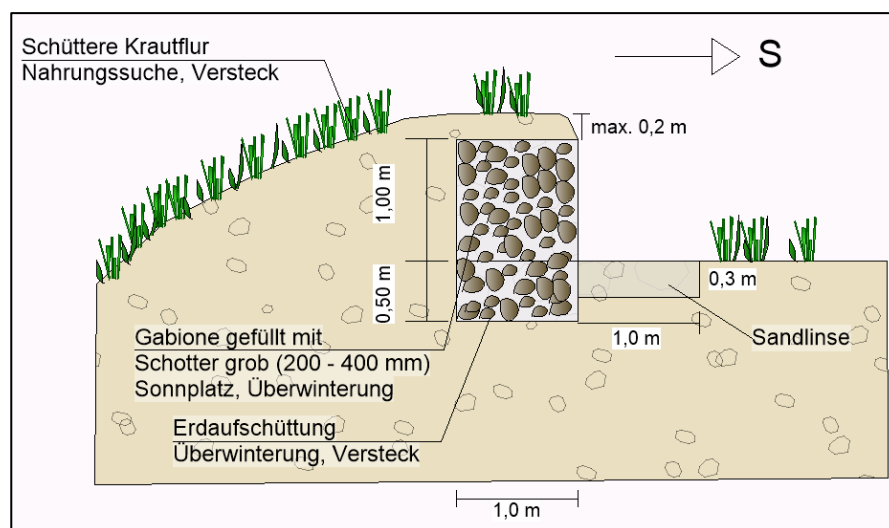 Schüttere Krautflur
Nahrungssuche, Versteck
S
max. 0,2 m
1,00 m
0,50 m
0,3 m
1,0 m
Sandlinse
Gabione gefüllt mit
Schotter grob (200 - 400 mm)
Sonnplatz, Überwinterung
Erdaufschüttung
Überwinterung, Versteck
1,0 m